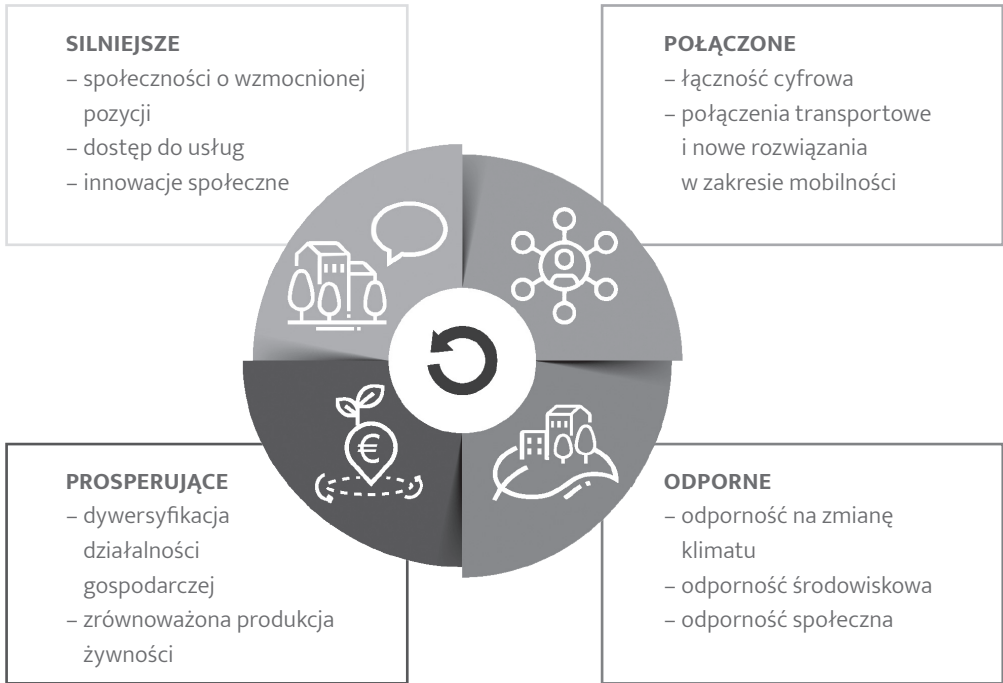 SILNIEJSZE
– społeczności o wzmocnionej
pozycji
– dostęp do usług
– innowacje społeczne
POŁĄCZONE
– łączność cyfrowa
– połączenia transportowe
i nowe rozwiązania
w zakresie mobilności
€
PROSPERUJĄCE
– dywersyfikacja
działalności
gospodarczej
– zrównoważona produkcja
żywności
ODPORNE
– odporność na zmianę
klimatu
– odporność środowiskowa
– odporność społeczna